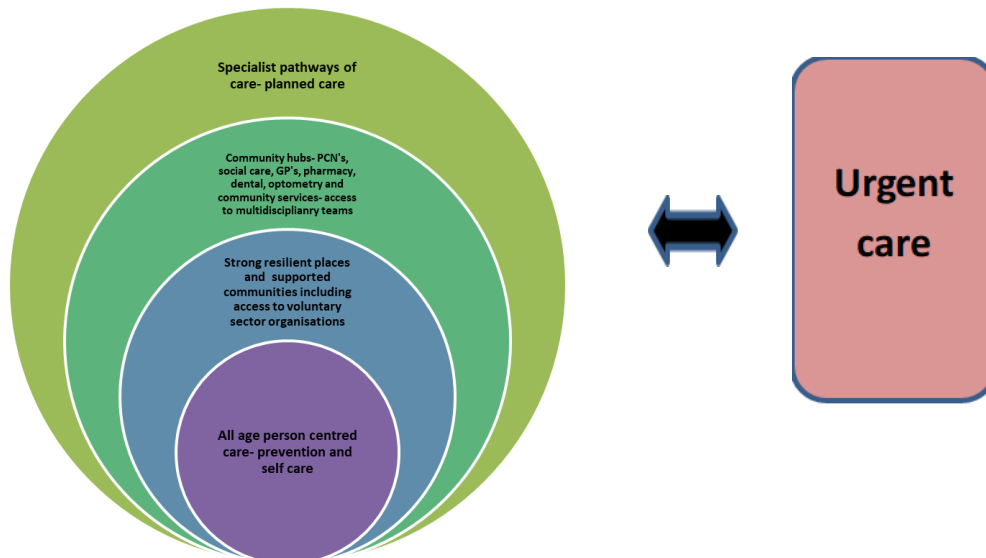 Specialist pathways of
care- planned care
Community hubs- PCN's,
social care, GP's, pharmacy,
dental, optometry and
community services- access
to multidisciplianry teams
Strong resilient places
and  supported
communities including
access to voluntary
sector organisations
All age person centred
care- prevention and
self care
Urgent
care